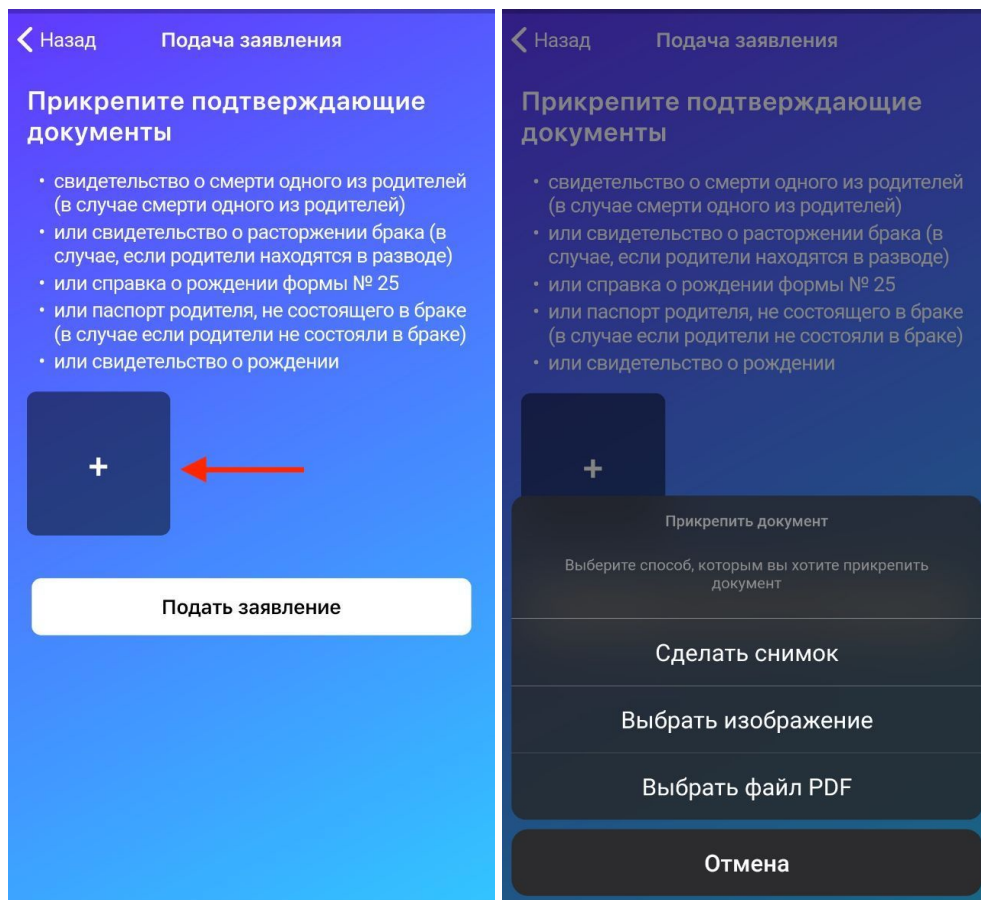 Назад
Подача заявления
Прикрепите подтверждающие
документы
• свидетельство о смерти одного из родителей
(в случае смерти одного из родителей)
• или свидетельство о расторжении брака (в
случае, если родители находятся в разводе)
• или справка о рождении формы № 25
• или паспорт родителя, не состоящего в браке
(в случае если родители не состояли в браке)
• или свидетельство о рождении
+
Подать заявление
Назад
Подача заявления
Прикрепите подтверждающие
документы
• свидетельство о смерти одного из родителей
(в случае смерти одного из родителей)
• или свидетельство о расторжении брака (в
случае, если родители находятся в разводе)
• или справка о рождении формы № 25
• или паспорт родителя, не состоящего в браке
(в случае если родители не состояли в браке)
• или свидетельство о рождении
+
Прикрепить документ
Выберите способ, которым вы хотите прикрепить
документ
Сделать снимок
Выбрать изображение
Выбрать файл PDF
Отмена